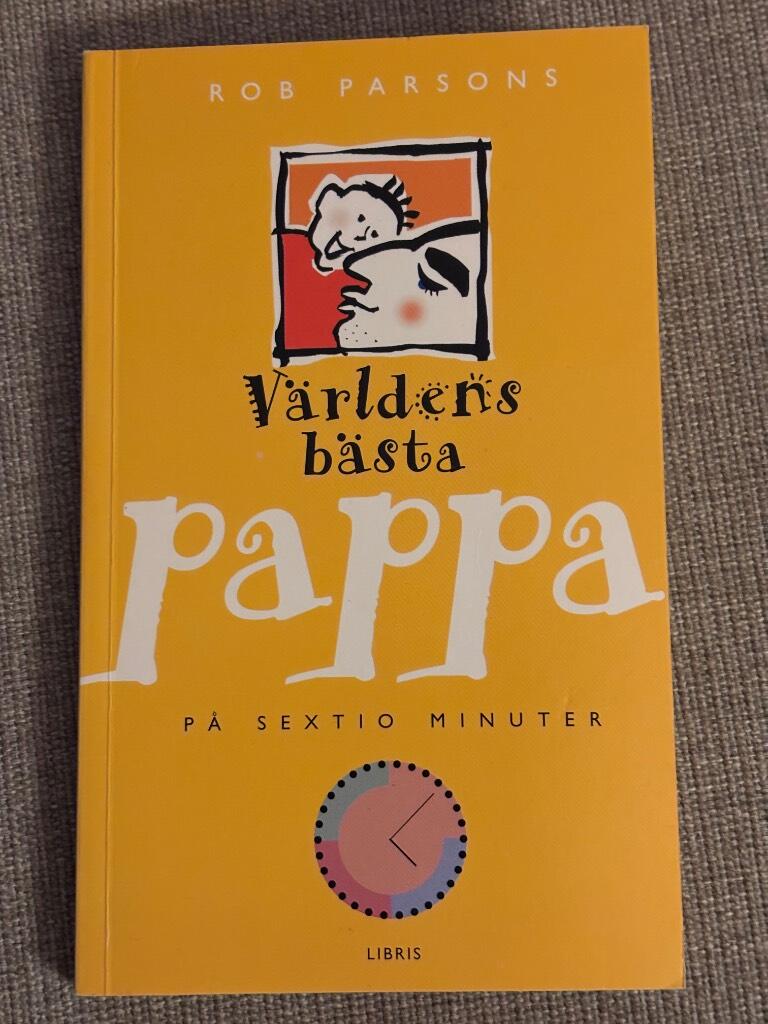 ROB PARSONS
Världens
bästa
pappa
PÅ SEXTIO MINUTER
LIBRIS